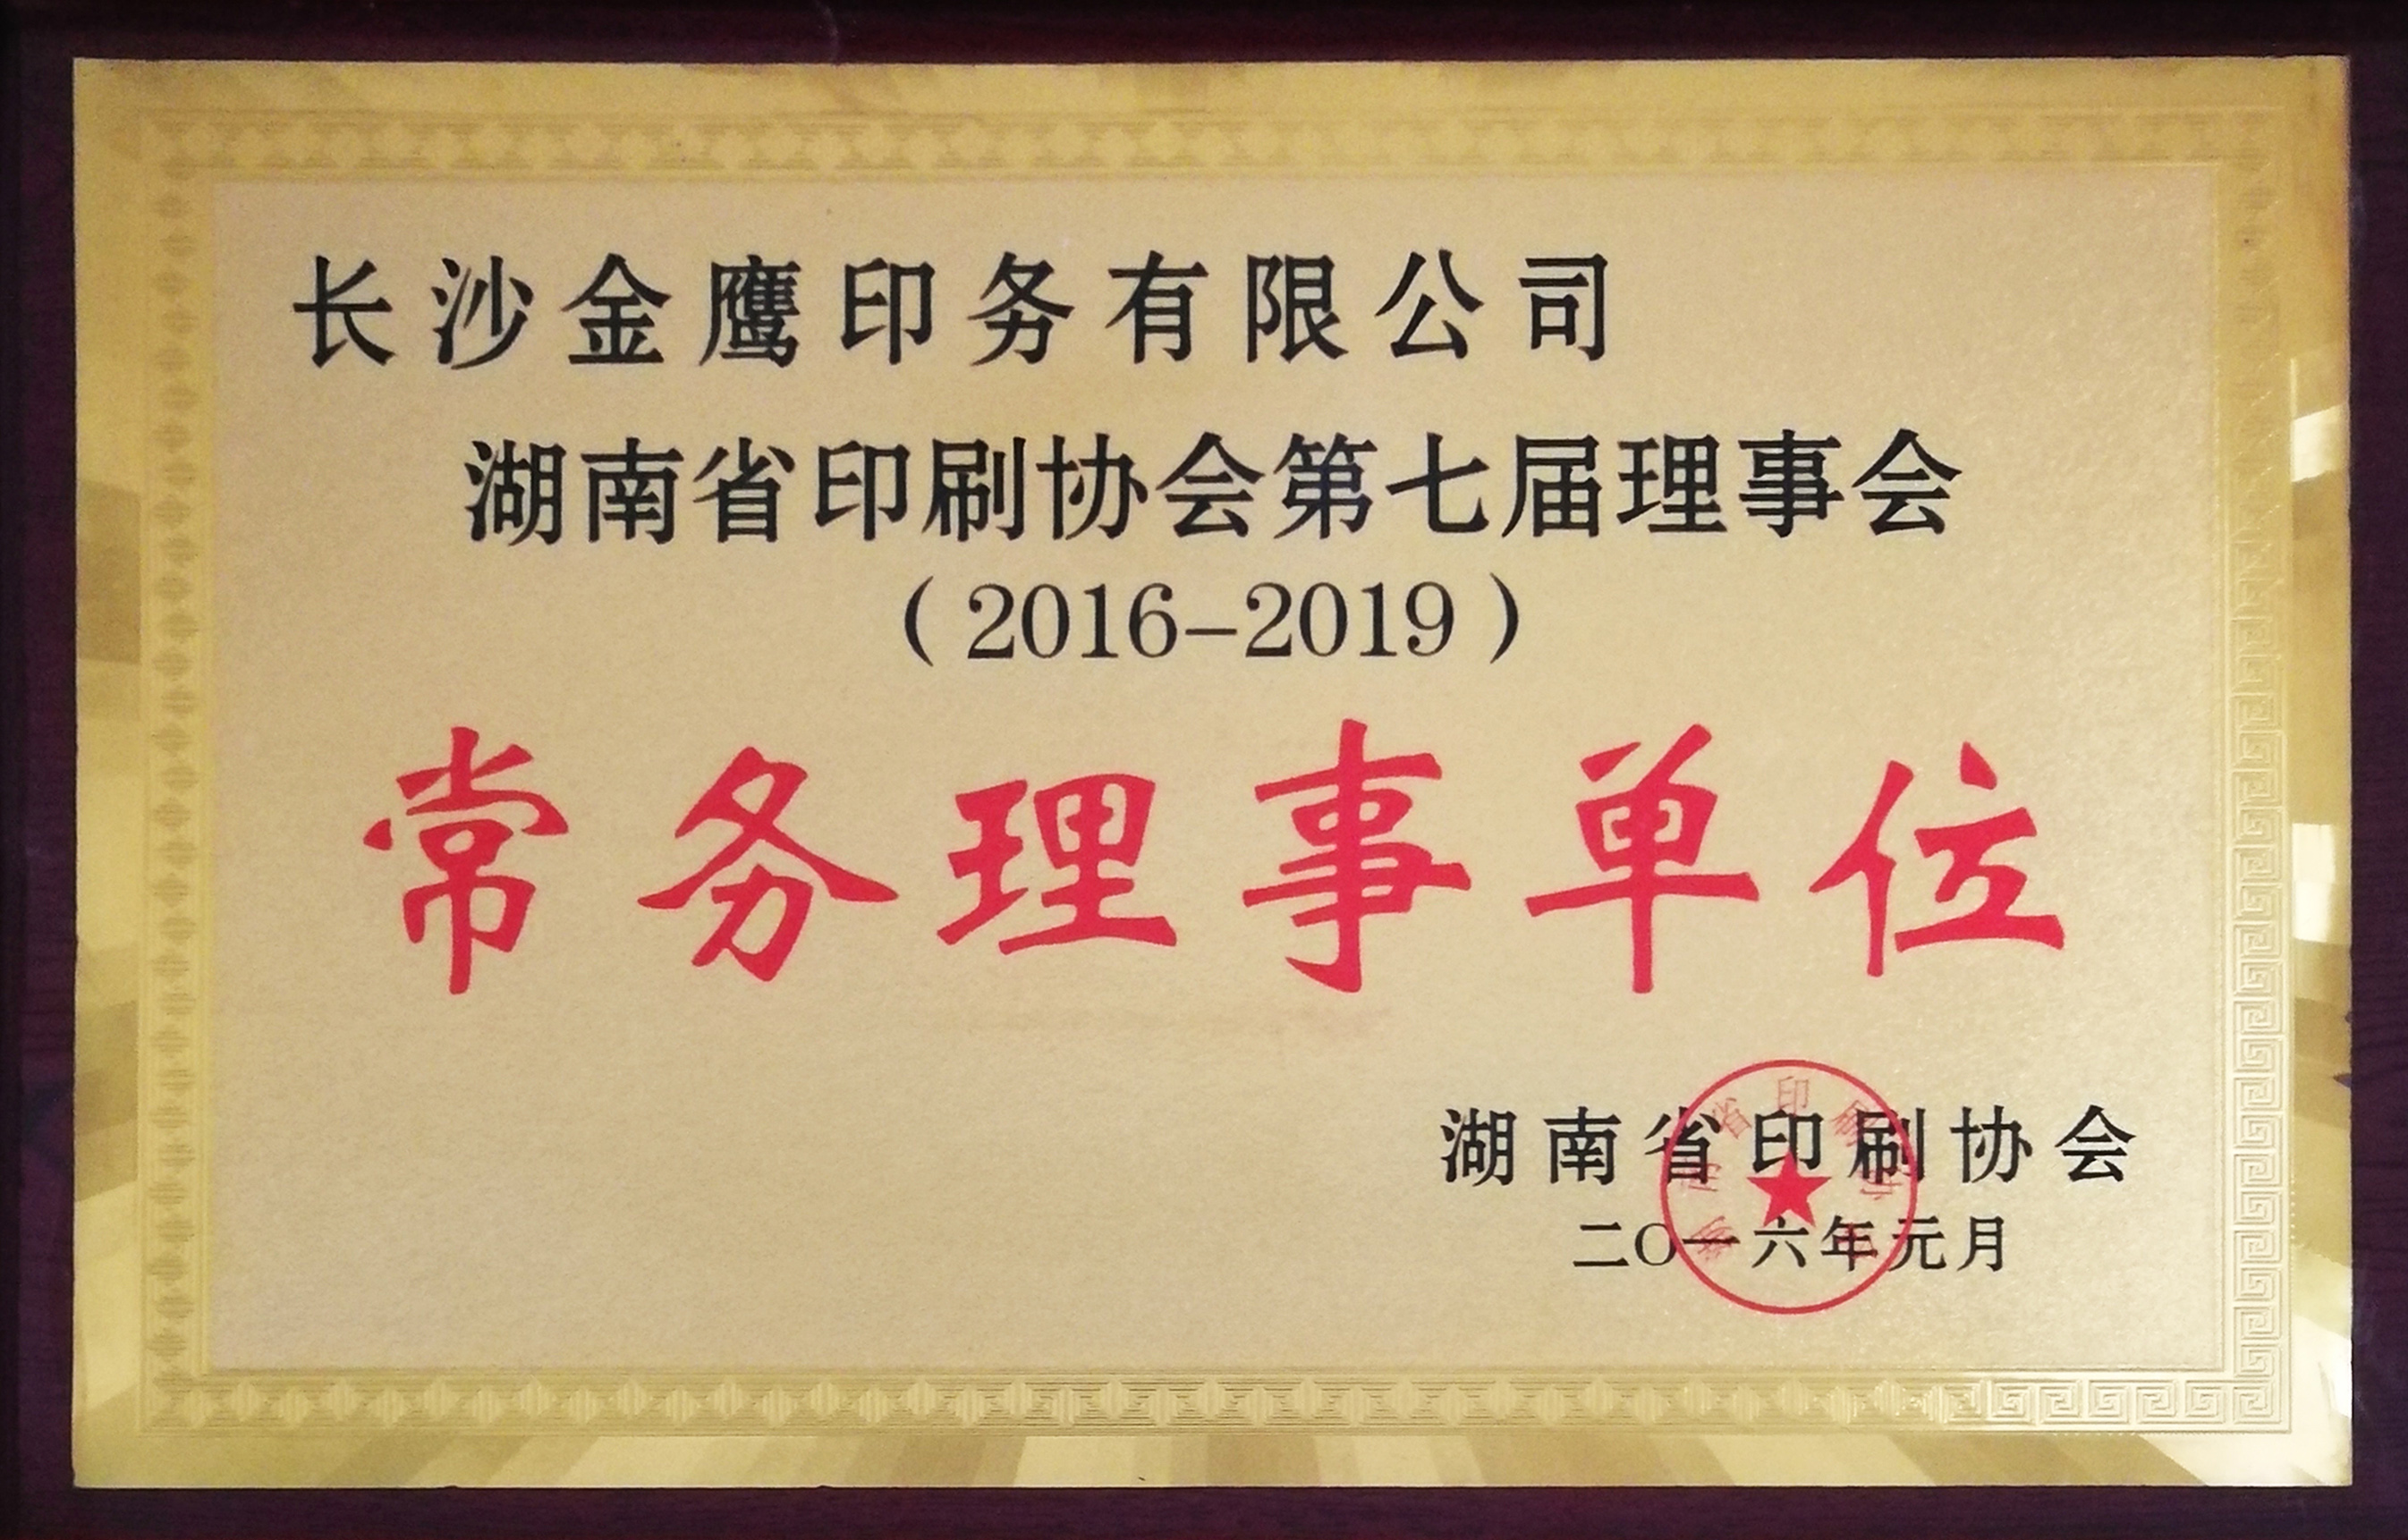 长沙金鹰印务有限公司
湖南省印刷协会第七届理事会
（2016-2019）
常务理事单位
湖南省印刷协会
二〇一六年元月